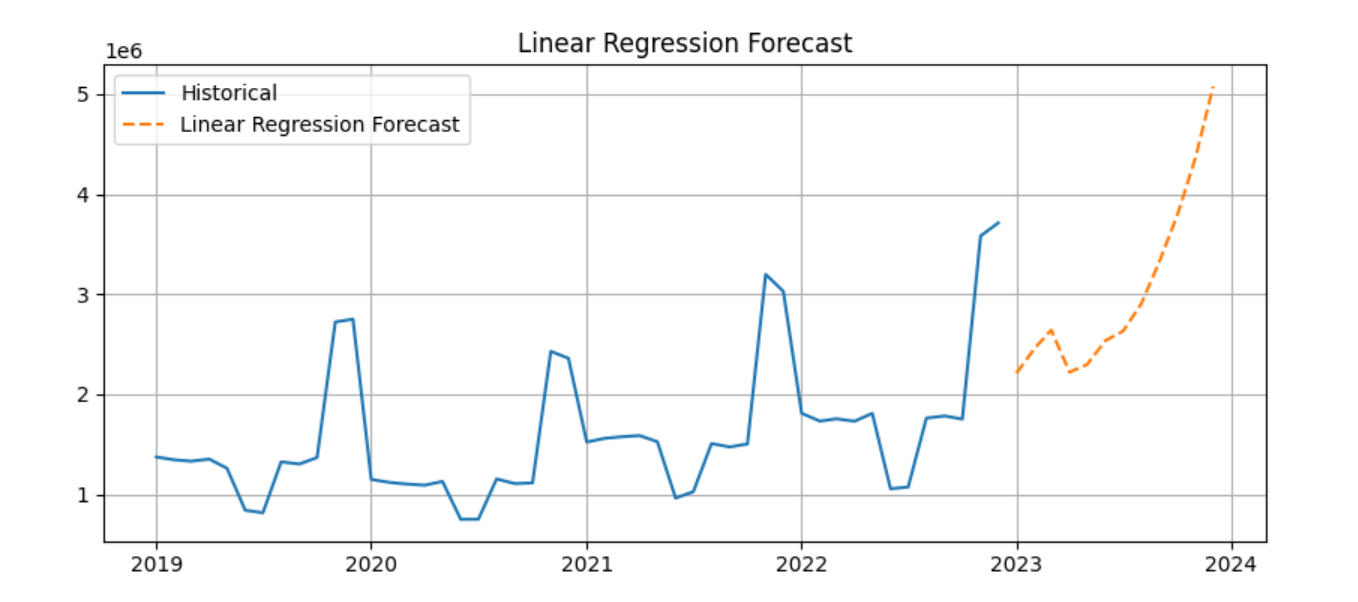 Linear Regression Forecast
1e6
Historical
Linear Regression Forecast
5
4
3
2
1
2019 2020 2021 2022 2023 2024